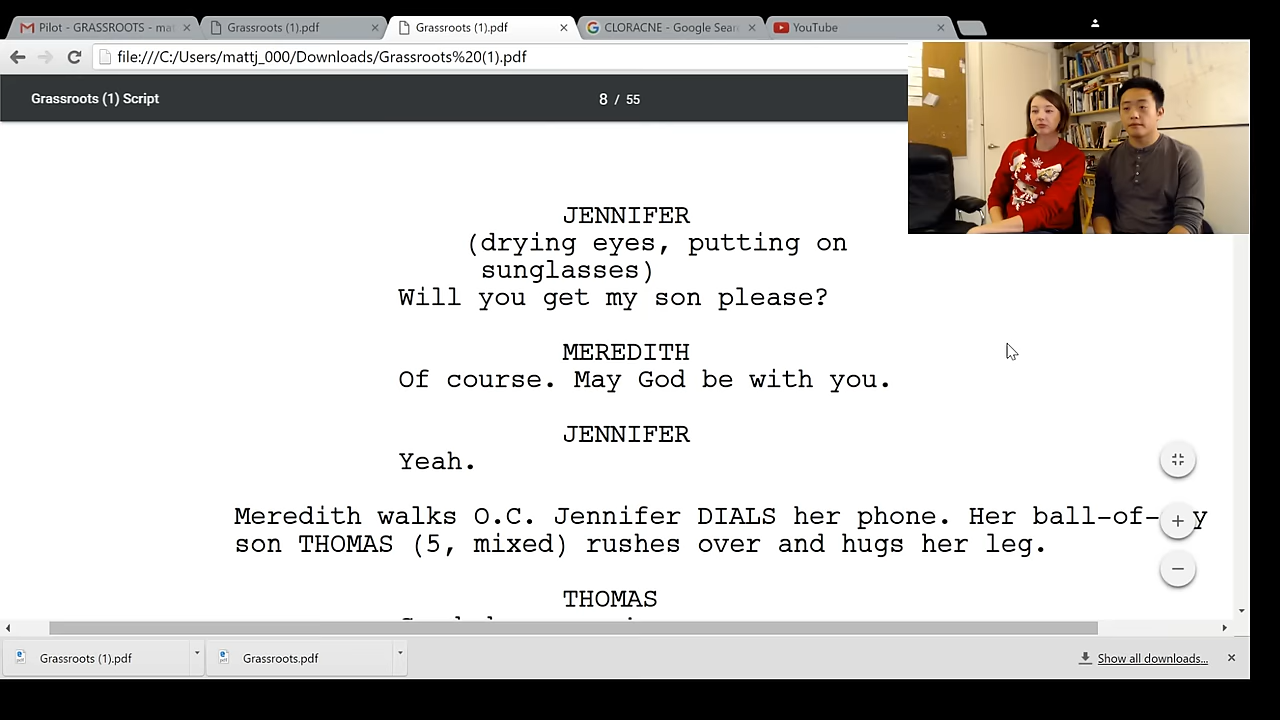 Pilot - GRASSROOTS - mat
Grassroots (1).pdf
Grassroots (1).pdf
CLORACNE - Google Sear
YouTube
file:///C:/Users/mattj_000/Downloads/Grassroots%20(1).pdf
Grassroots (1) Script
8 / 55
JENNIFER
(drying eyes, putting on
sunglasses)
Will you get my son please?
MEREDITH
Of course. May God be with you.
JENNIFER
Yeah.
Meredith walks O.C. Jennifer DIALS her phone. Her ball-of-
son THOMAS (5, mixed) rushes over and hugs her leg.
THOMAS
Grassroots (1).pdf
Grassroots.pdf
Show all downloads...